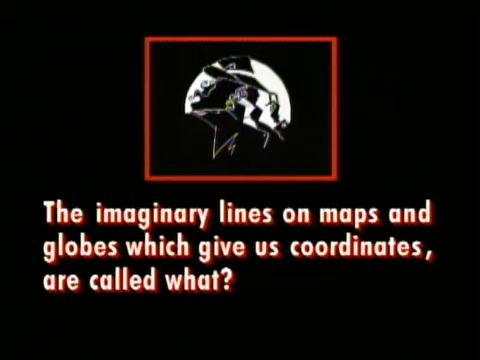 The imaginary lines on maps and
globes which give us coordinates,
are called what?